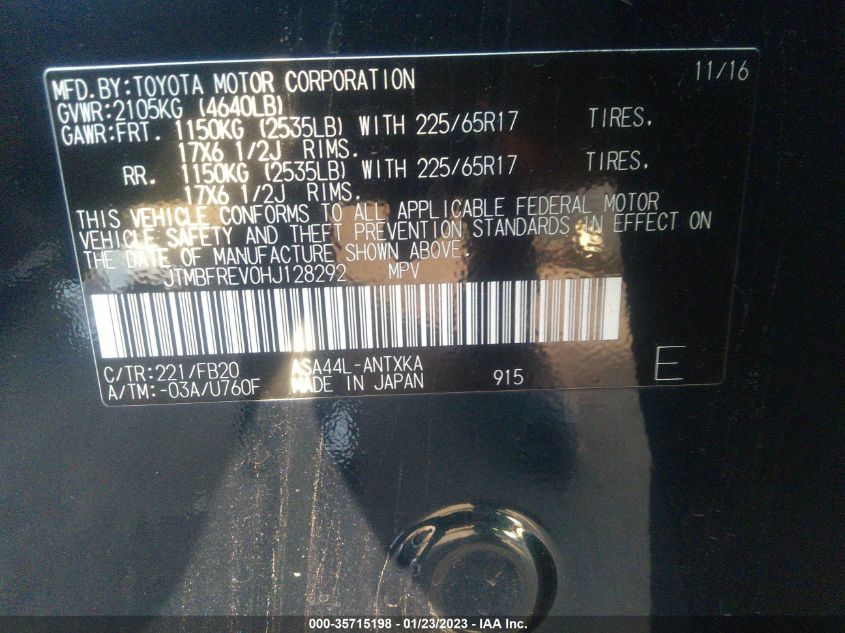 MFD.BY:TOYOTA MOTOR CORPORATION 11/16
GVWR:2105KG (4640LB)
GAWR:FRT. 1150KG (2535LB) WITH 225/65R17 TIRES.
17X6 1/2J RIMS.
RR. 1150KG (2535LB) WITH 225/65R17 TIRES.
17X6 1/2J RIMS.
THIS VEHICLE CONFORMS TO ALL APPLICABLE FEDERAL MOTOR
VEHICLE SAFETY AND THEFT PREVENTION STANDARDS IN EFFECT ON
THE DATE OF MANUFACTURE SHOWN ABOVE.
JTMBFREV0HJ128292 MPV
C/TR:221/FB20 ASA44L-ANTXKA
A/TM:-03A/U760F MADE IN JAPAN 915 E
000-35715198 - 01/23/2023 - IAA Inc.